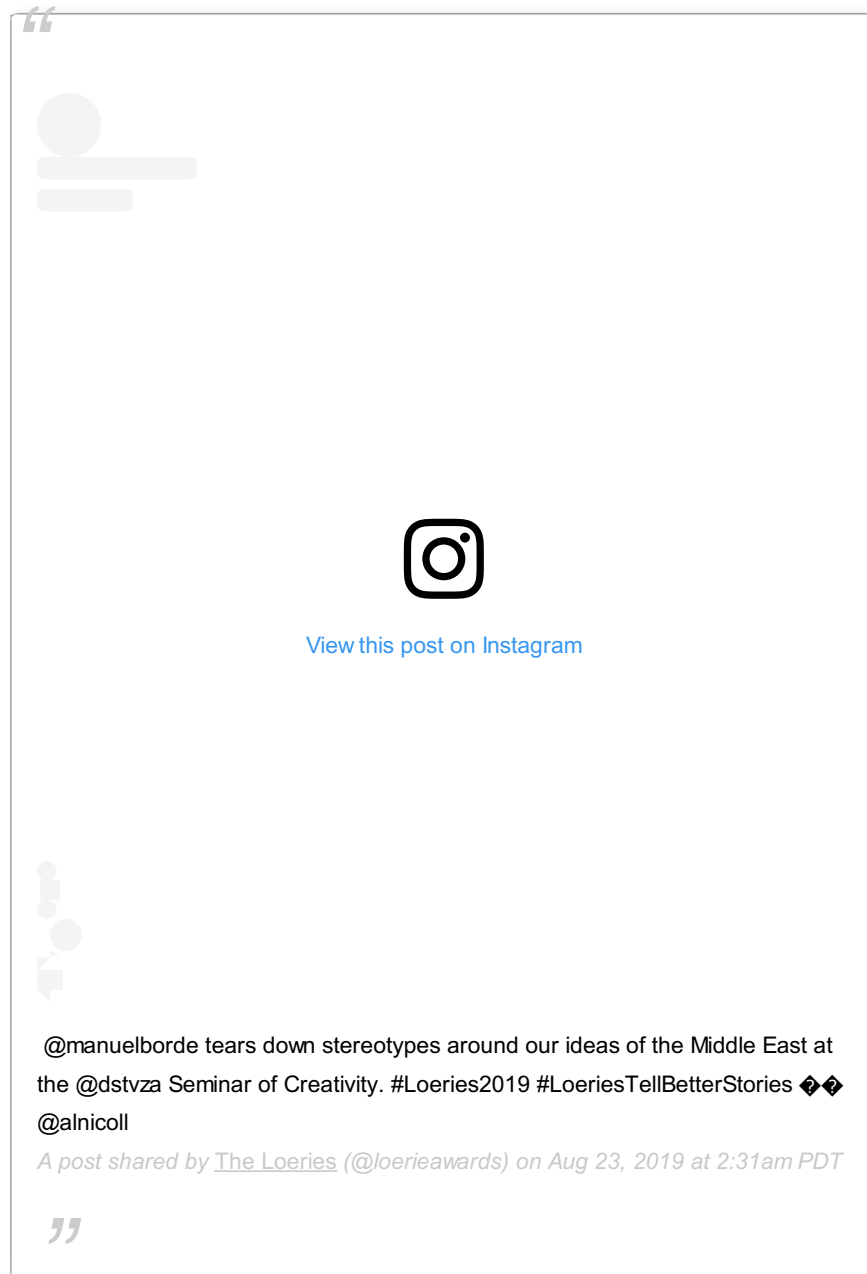 “
View this post on Instagram
@manuelborde tears down stereotypes around our ideas of the Middle East at
the @dstvza Seminar of Creativity. #Loeries2019 #LoeriesTellBetterStories ��
@alnicoll
A post shared by The Loeries (@loerieawards) on Aug 23, 2019 at 2:31am PDT
”